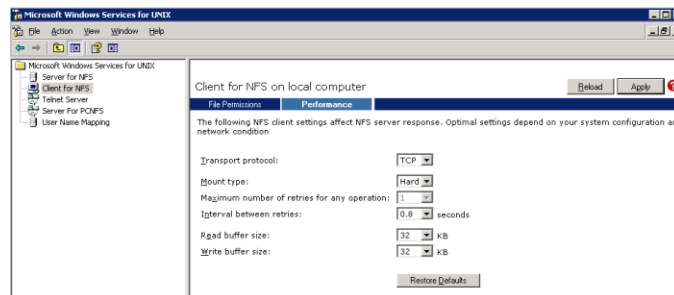 Microsoft Windows Services for UNIX
File Action View Window Help
Microsoft Windows Services for UNIX
Server for NFS
Client for NFS
Telnet Server
Server For PCNFS
User Name Mapping
Client for NFS on local computer
Reload
Apply
File Permissions
Performance
The following NFS client settings affect NFS server response. Optimal settings depend on your system configuration
network condition
Transport protocol: TCP
Mount type: Hard
Maximum number of retries for any operation: 1
Interval between retries: 0.8 seconds
Read buffer size: 32 KB
Write buffer size: 32 KB
Restore Defaults